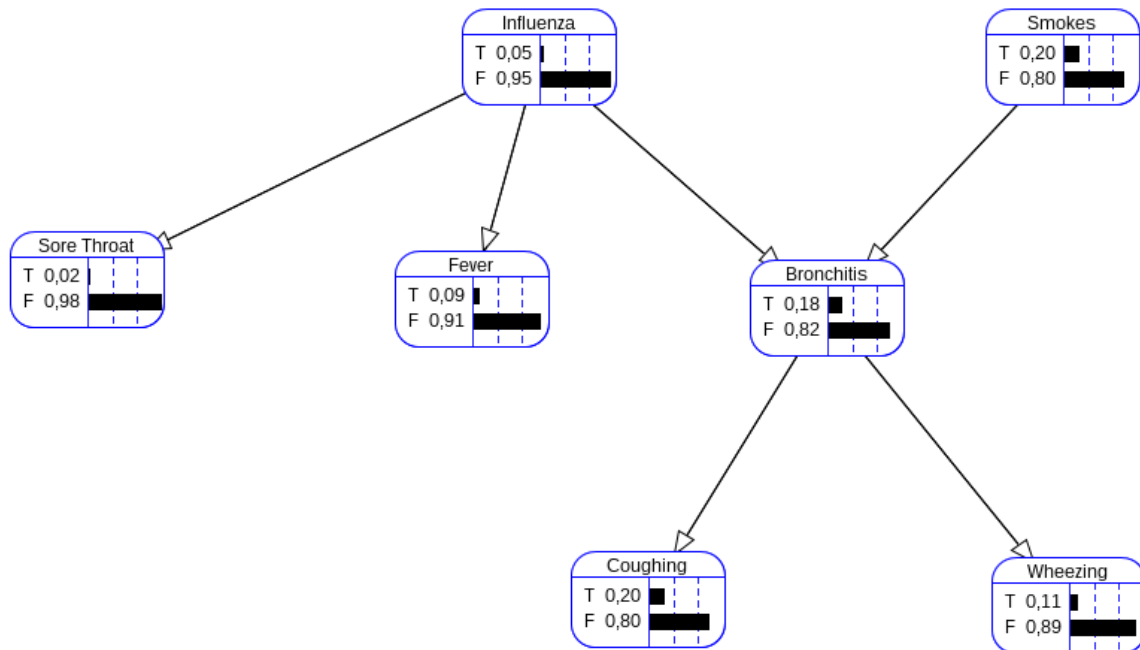 Influenza
T 0,05
F 0,95
Smokes
T 0,20
F 0,80
Sore Throat
T 0,02
F 0,98
Fever
T 0,09
F 0,91
Bronchitis
T 0,18
F 0,82
Coughing
T 0,20
F 0,80
Wheezing
T 0,11
F 0,89